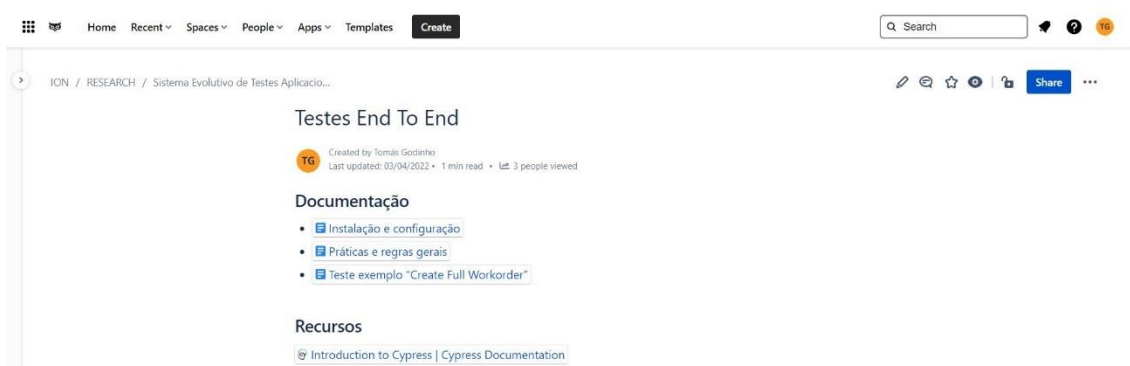 Home Recent Spaces People Apps Templates Create Search TG
ION / RESEARCH / Sistema Evolutivo de Testes Aplicacio... Share
Testes End To End
TG Created by Tomás Godinho
Last updated: 03/04/2022 • 1 min read • 3 people viewed
Documentação
• Instalação e configuração
• Práticas e regras gerais
• Teste exemplo "Create Full Workorder"
Recursos
Introduction to Cypress | Cypress Documentation